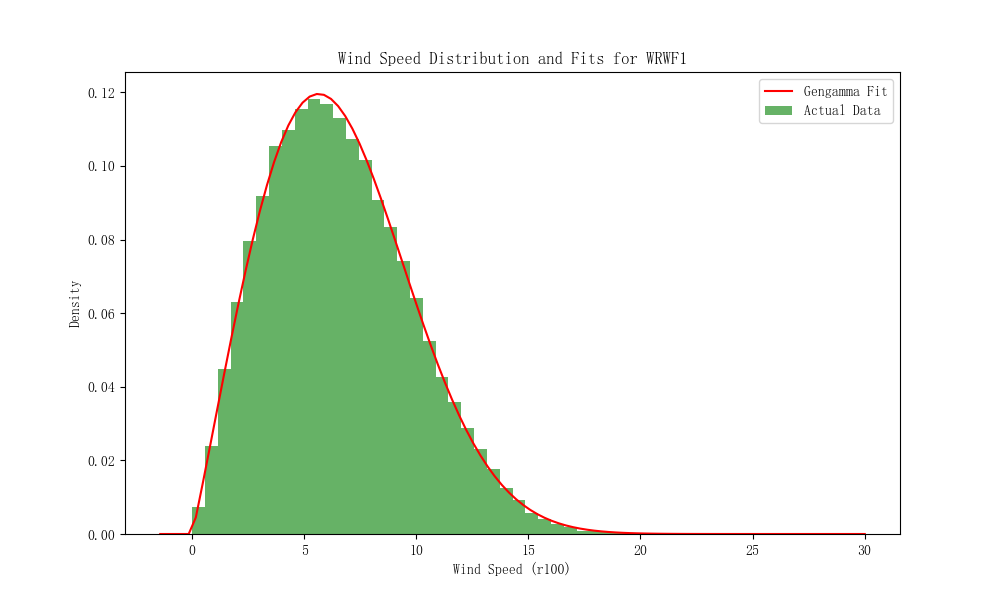 Wind Speed Distribution and Fits for WRWF1
Gengamma Fit
Actual Data
0.12
0.10
0.08
0.06
0.04
0.02
0.00
Density
0 5 10 15 20 25 30
Wind Speed (r100)